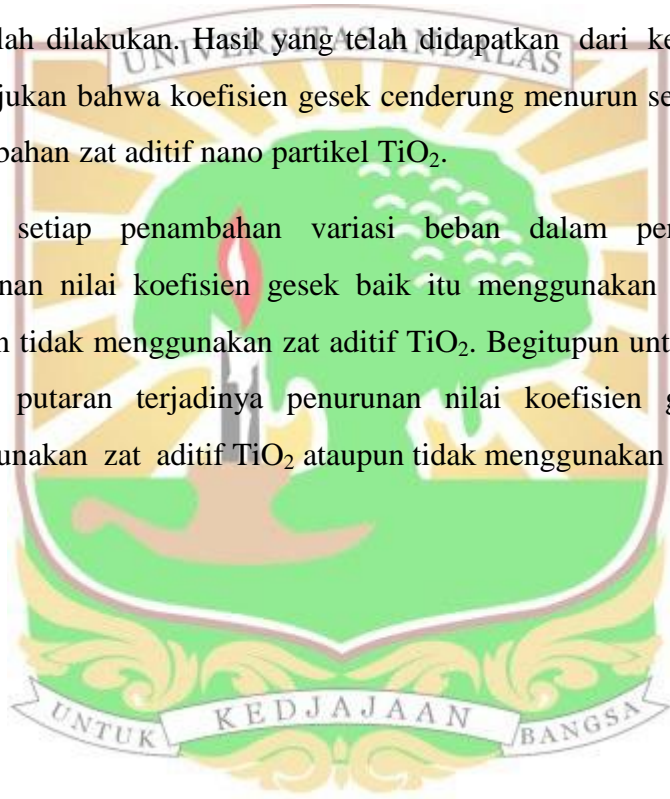 UNIVERSITAS ANDALAS
lah dilakukan. Hasil yang telah didapatkan dari ke
jukan bahwa koefisien gesek cenderung menurun se
bahan zat aditif nano partikel TiO₂.
setiap penambahan variasi beban dalam per
nan nilai koefisien gesek baik itu menggunakan
n tidak menggunakan zat aditif TiO₂. Begitupun unt
putaran terjadinya penurunan nilai koefisien g
unakan zat aditif TiO₂ ataupun tidak menggunakan
UNTUK KEDJAJAAN BANGSA